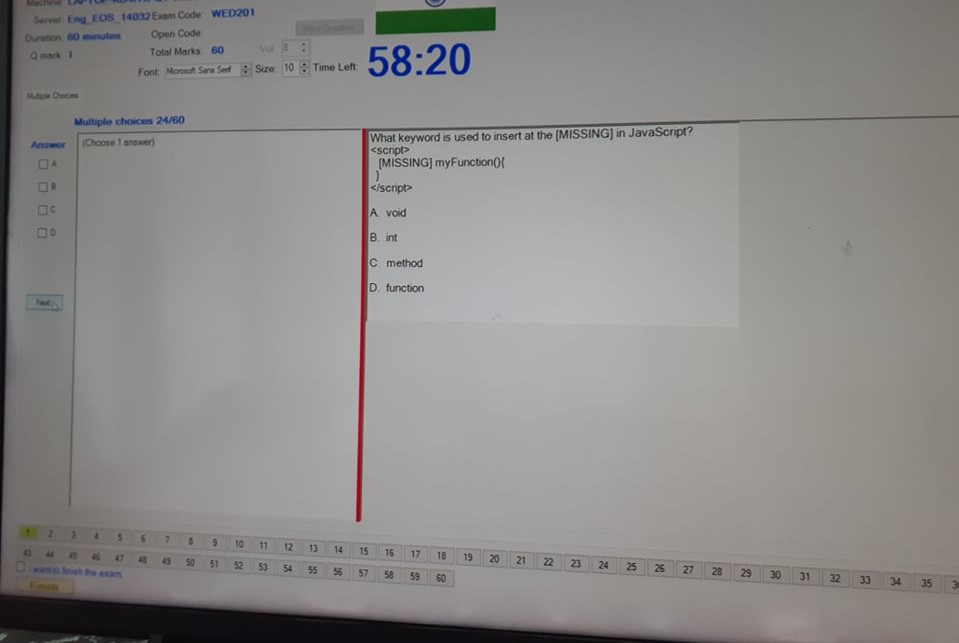 Server: Eng_EOS_14032 Exam Code: WED201
Duration: 60 minutes Open Code:
Q mark: 1 Total Marks: 60 Vol: 8
Font: Microsoft Sans Serif Size: 10 Time Left: 58:20
Multiple Choices
Multiple choices 24/60
Answer
(Choose 1 answer)
A
B
C
D
Next
What keyword is used to insert at the [MISSING] in JavaScript?
<script>
[MISSING] myFunction(){
}
</script>
A. void
B. int
C. method
D. function
1 2 3 4 5 6 7 8 9 10 11 12 13 14 15 16 17 18 19 20 21 22 23 24 25 26 27 28 29 30 31 32 33 34 35
43 44 45 46 47 48 49 50 51 52 53 54 55 56 57 58 59 60
I want to finish the exam.
Finish